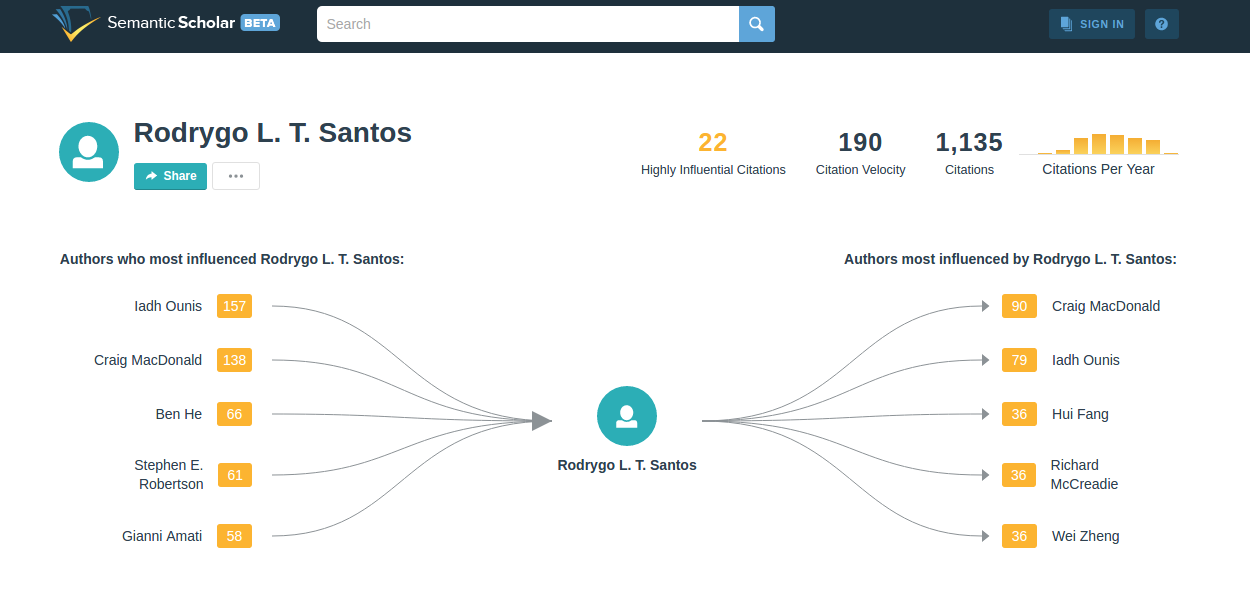 Semantic Scholar BETA
Search
SIGN IN
?
Rodrygo L. T. Santos
Share
22
Highly Influential Citations
190
Citation Velocity
1,135
Citations
Citations Per Year
Authors who most influenced Rodrygo L. T. Santos:
Iadh Ounis 157
Craig MacDonald 138
Ben He 66
Stephen E.
Robertson 61
Gianni Amati 58
Rodrygo L. T. Santos
Authors most influenced by Rodrygo L. T. Santos:
90 Craig MacDonald
79 Iadh Ounis
36 Hui Fang
36 Richard
McCreadie
36 Wei Zheng